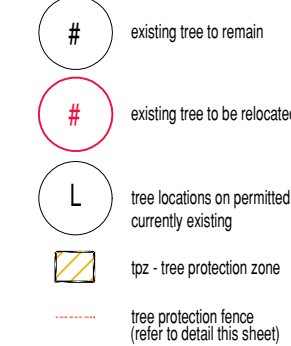 #
existing tree to remain
#
existing tree to be relocated
L
tree locations on permitted
currently existing
tpz - tree protection zone
tree protection fence
(refer to detail this sheet)